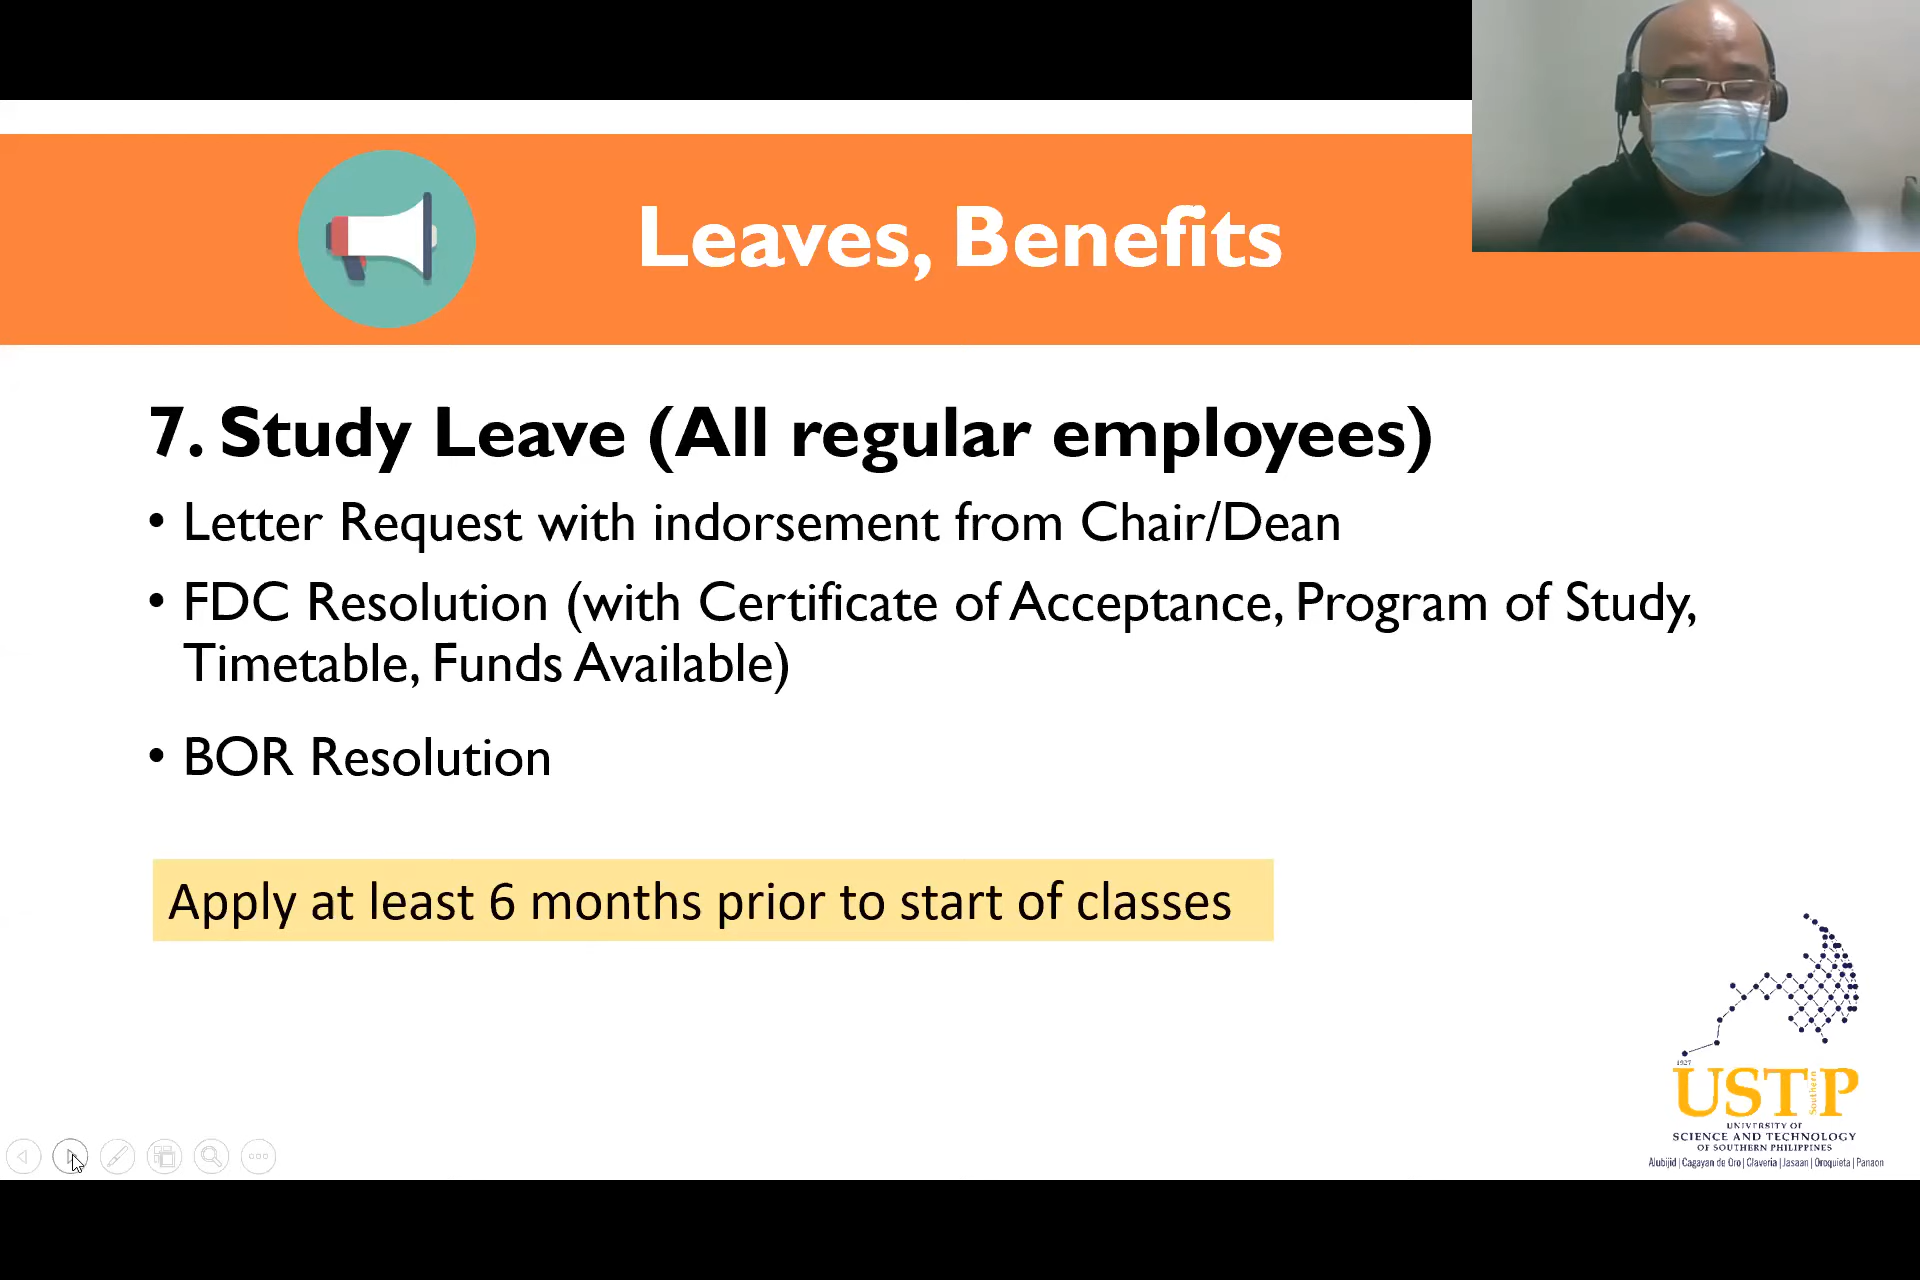 Leaves, Benefits
7. Study Leave (All regular employees)
• Letter Request with indorsement from Chair/Dean
• FDC Resolution (with Certificate of Acceptance, Program of Study,
Timetable, Funds Available)
• BOR Resolution
Apply at least 6 months prior to start of classes
1927
USTP
Southern
UNIVERSITY OF
SCIENCE AND TECHNOLOGY
OF SOUTHERN PHILIPPINES
Alubijid | Cagayan de Oro | Claveria | Jasaan | Oroquieta | Panaon